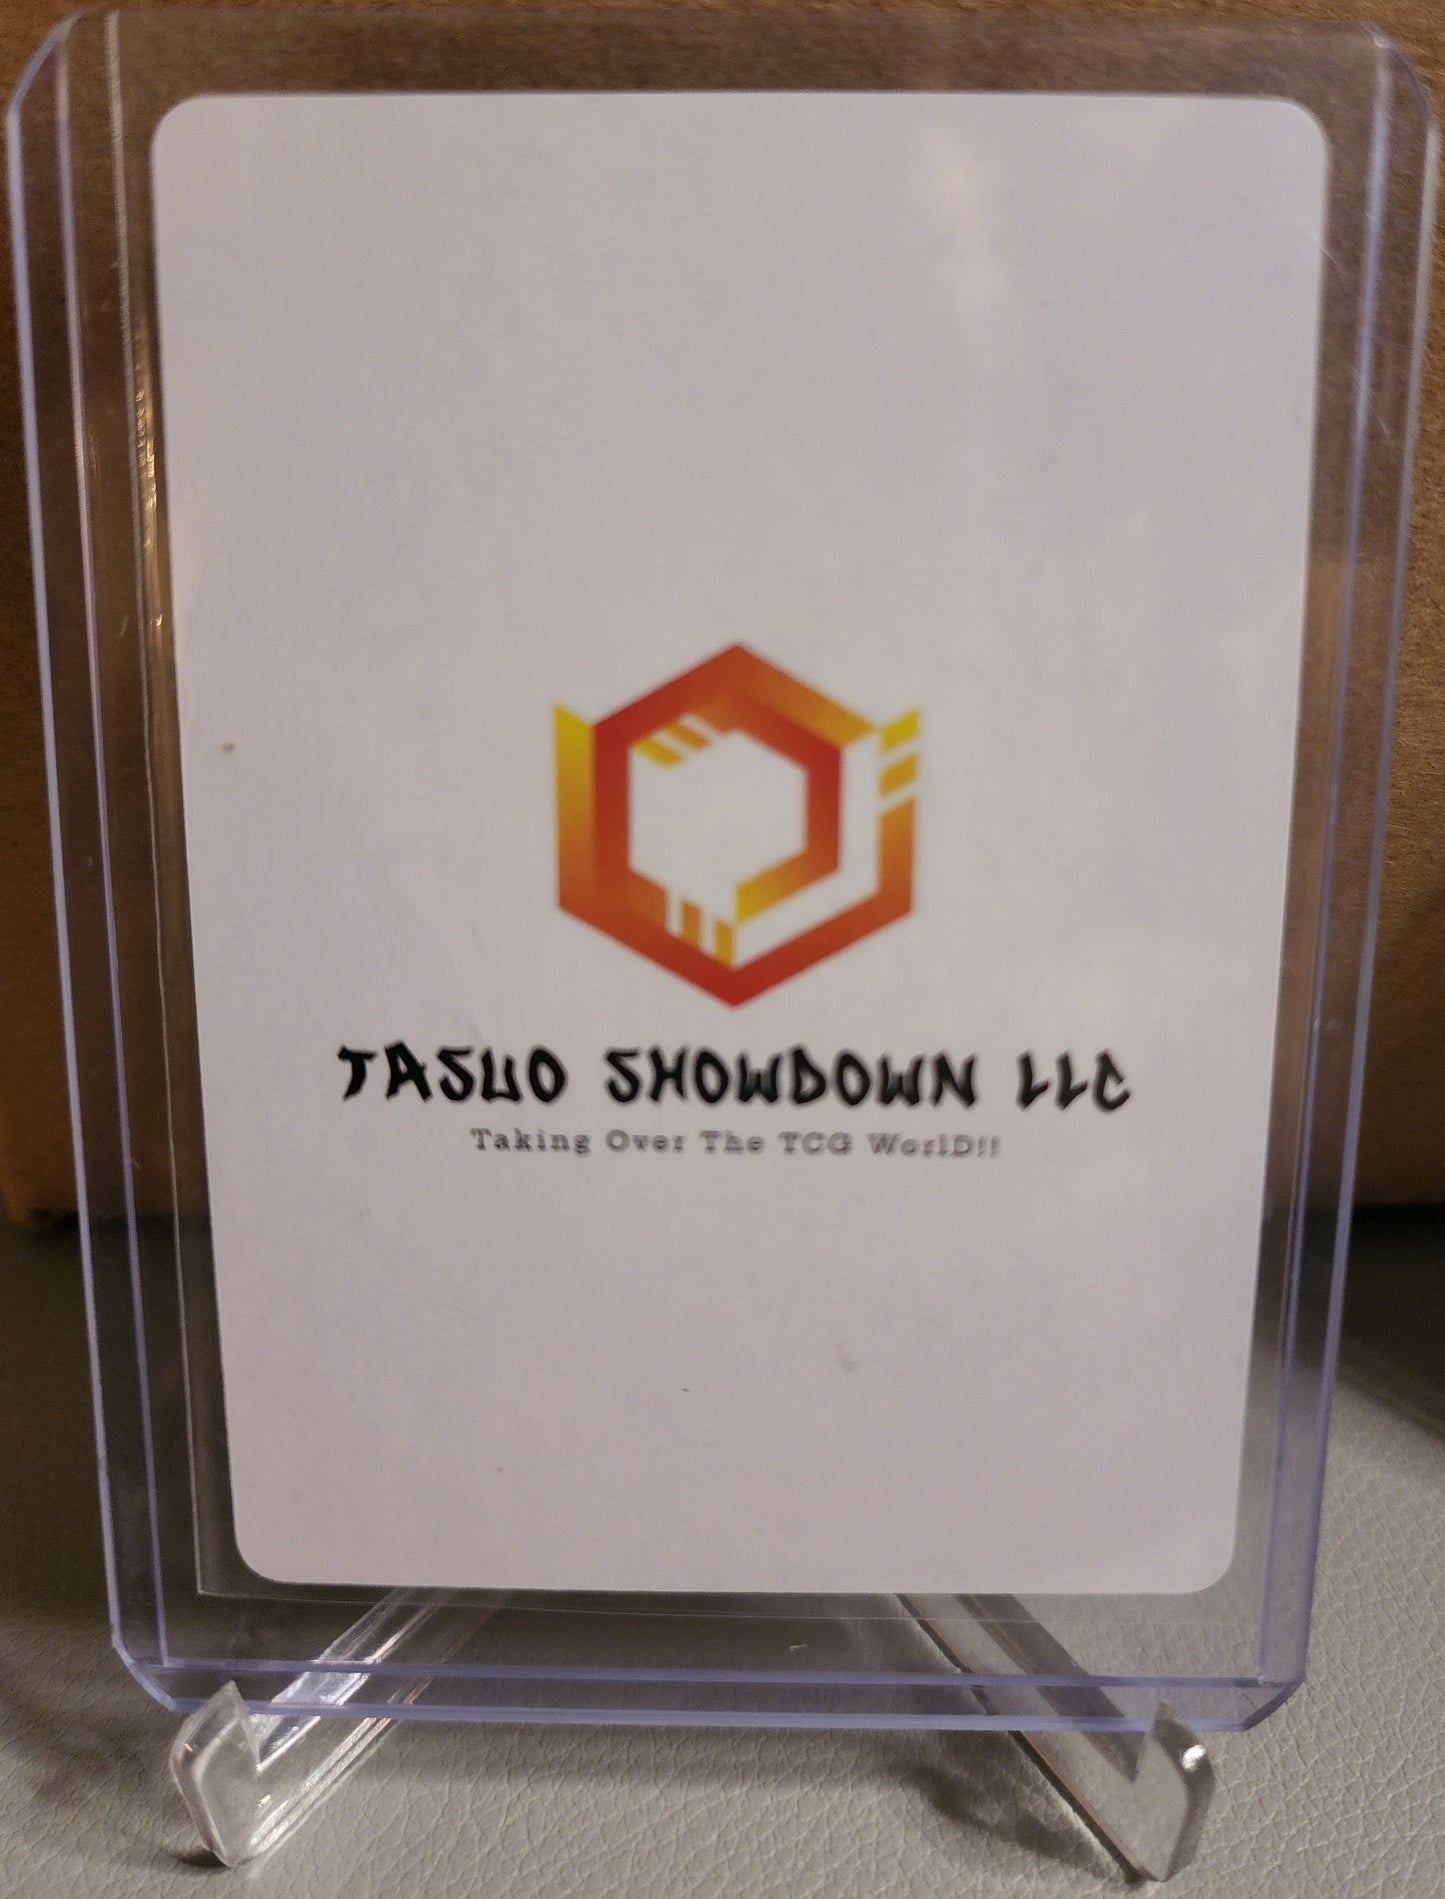 TASUO SHOWDOWN LLC
Taking Over The TCG WorlD!!